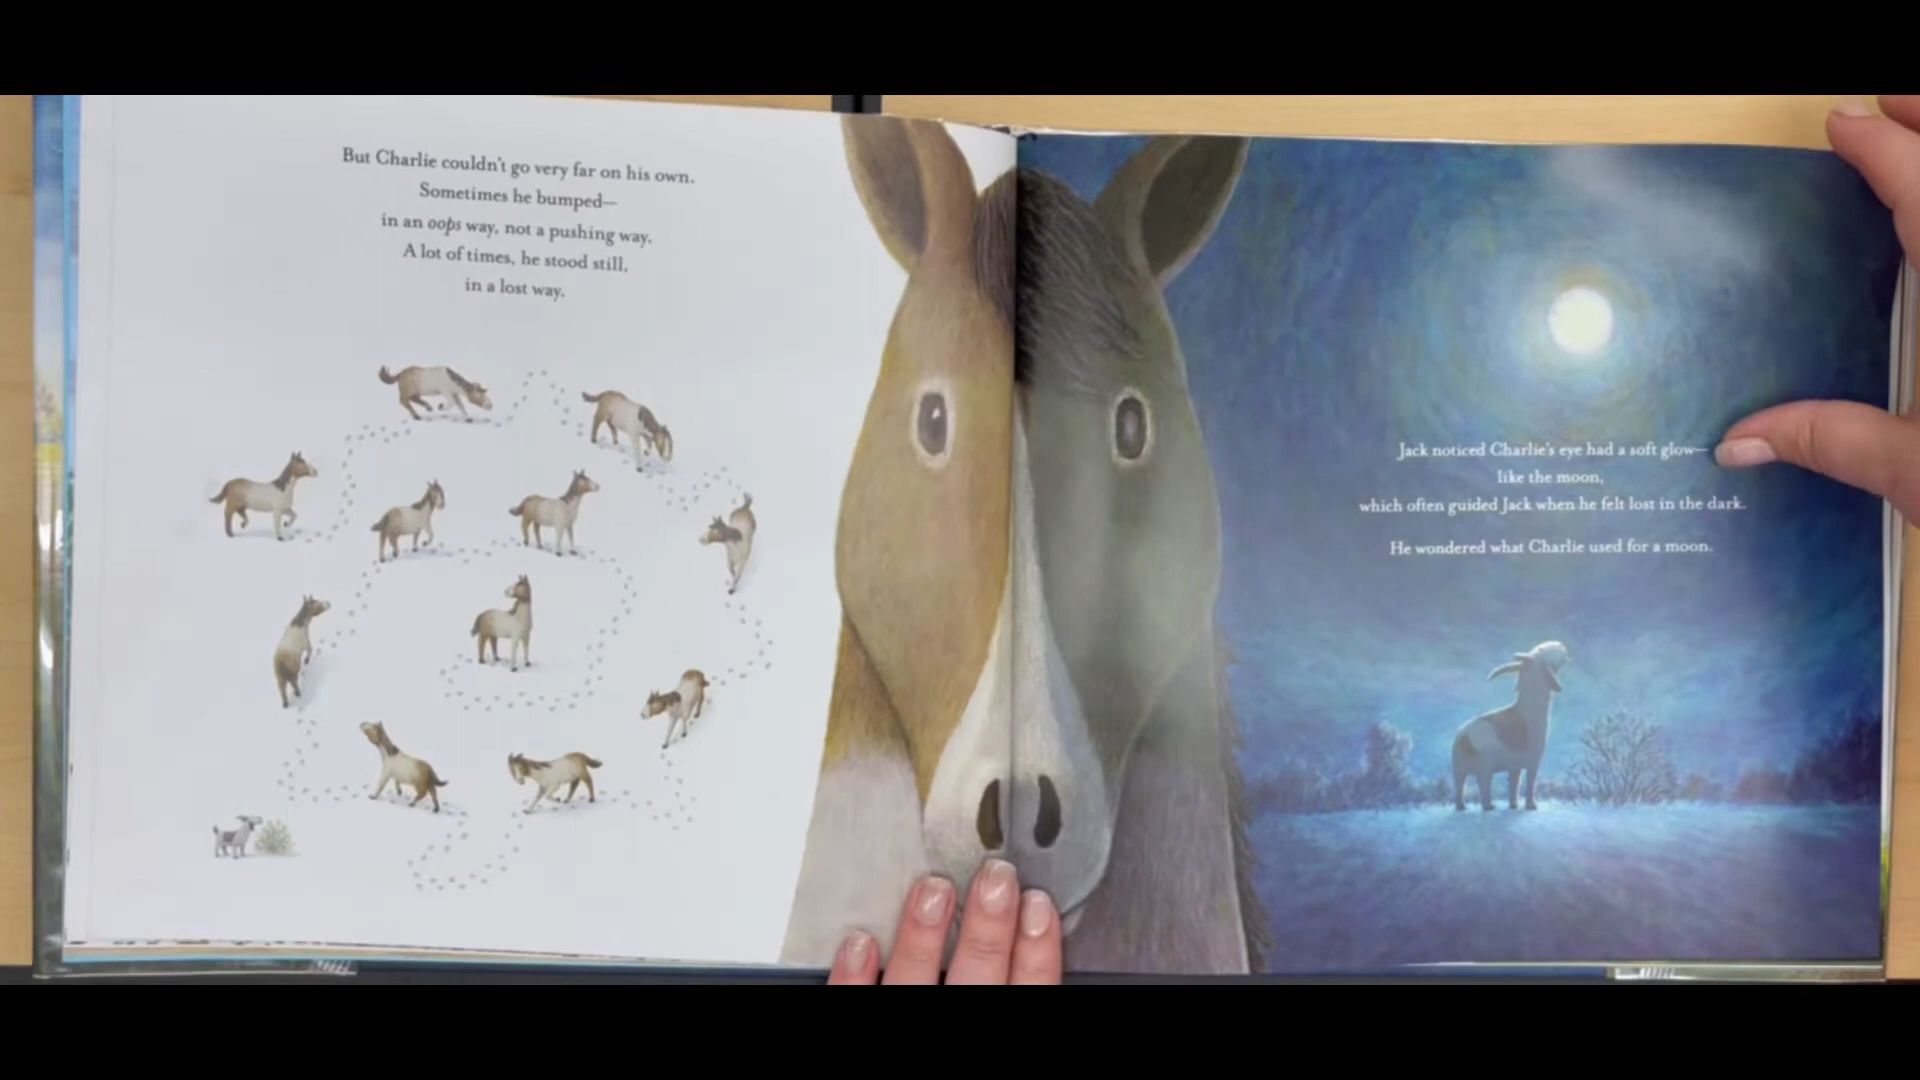 But Charlie couldn't go very far on his own.
Sometimes he bumped—
in an oops way, not a pushing way.
A lot of times, he stood still,
in a lost way.
Jack noticed Charlie's eye had a soft glow—
like the moon,
which often guided Jack when he felt lost in the dark.
He wondered what Charlie used for a moon.